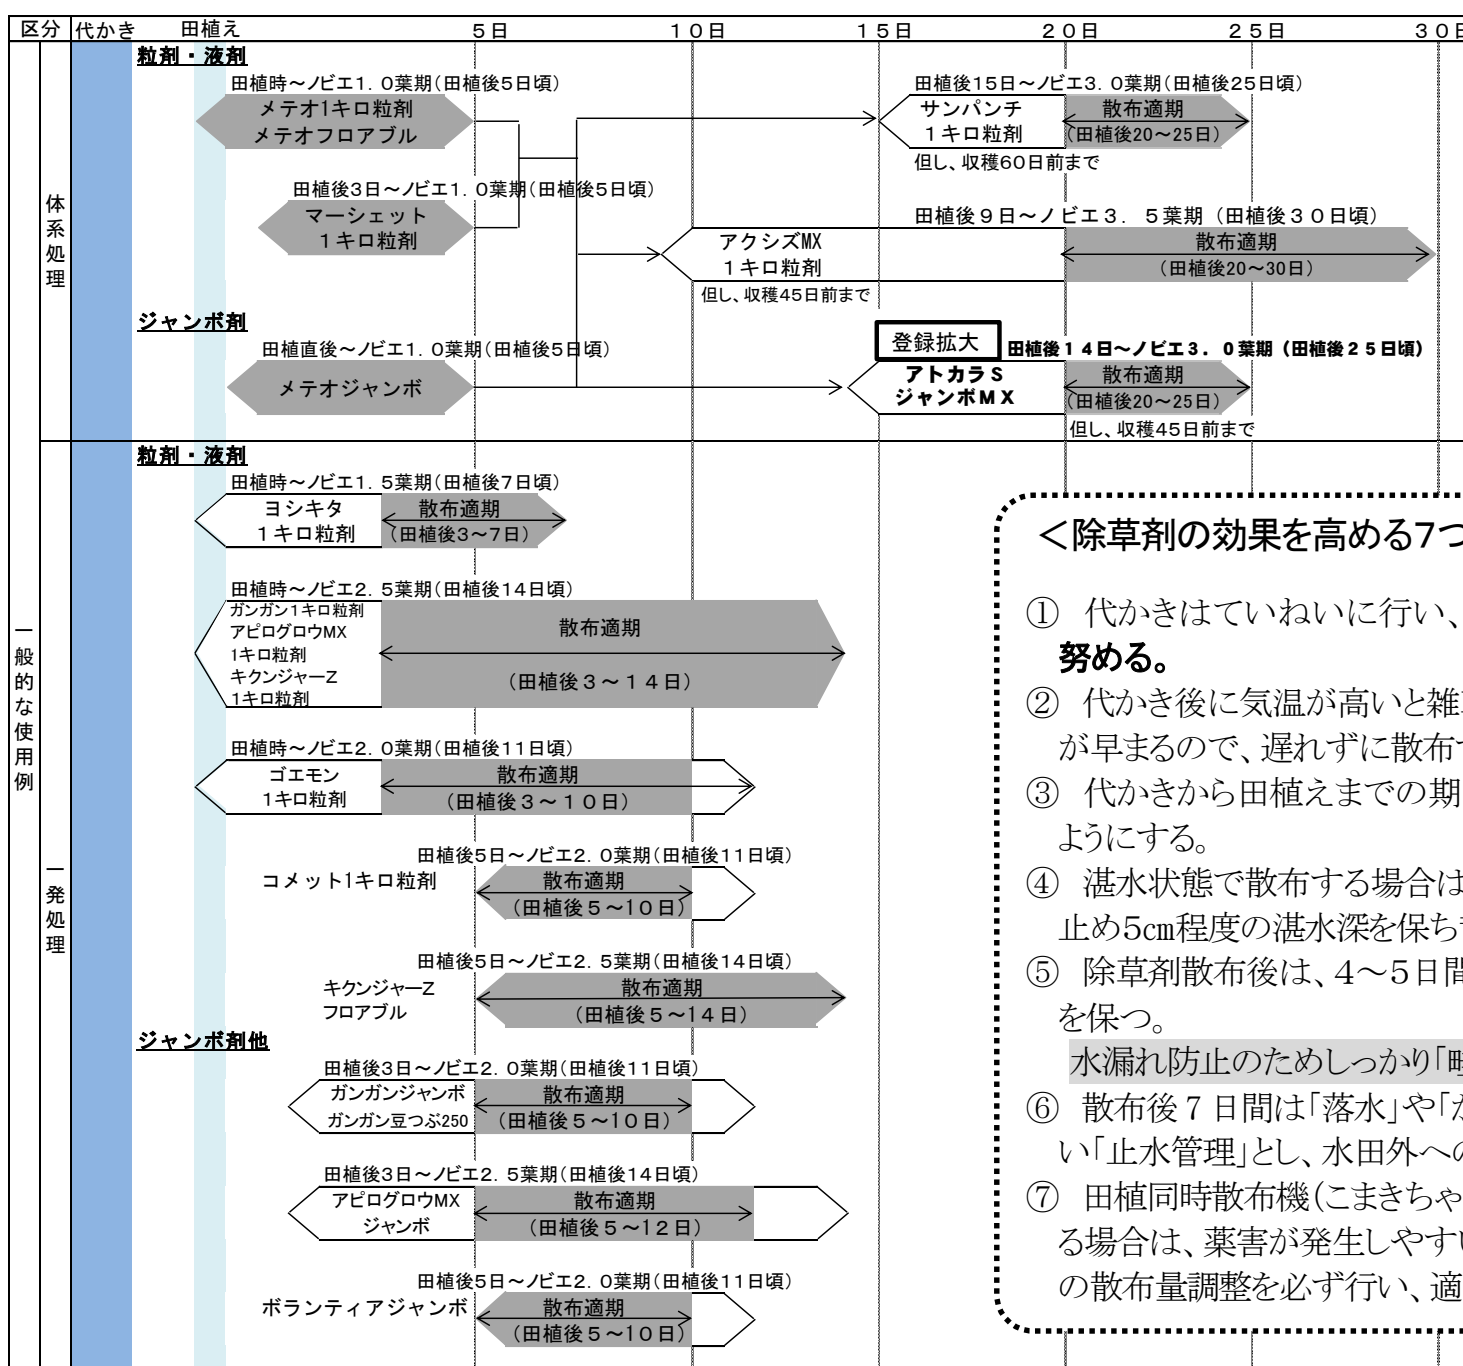 区分 代かき 田植え 5日 10日 15日 20日 25日 30日
体系処理
粒剤・液剤
田植時～ノビエ1.0葉期(田植後5日頃)
メテオ1キロ粒剤
メテオフロアブル
田植後15日～ノビエ3.0葉期(田植後25日頃)
サンパンチ
1キロ粒剤
散布適期
(田植後20～25日)
但し、収穫60日前まで
田植後3日～ノビエ1.0葉期(田植後5日頃)
マーシェット
1キロ粒剤
田植後9日～ノビエ3.5葉期(田植後30日頃)
アクシズMX
1キロ粒剤
散布適期
(田植後20～30日)
但し、収穫45日前まで
ジャンボ剤
田植直後～ノビエ1.0葉期(田植後5日頃)
メテオジャンボ
登録拡大
田植後14日～ノビエ3.0葉期(田植後25日頃)
アトカラS
ジャンボMX
散布適期
(田植後20～25日)
但し、収穫45日前まで
一般的な使用例
一発処理
粒剤・液剤
田植時～ノビエ1.5葉期(田植後7日頃)
ヨシキタ
1キロ粒剤
散布適期
(田植後3～7日)
田植時～ノビエ2.5葉期(田植後14日頃)
ガンガン1キロ粒剤
アピログロウMX
1キロ粒剤
キクンジャーZ
1キロ粒剤
散布適期
(田植後3～14日)
田植時～ノビエ2.0葉期(田植後11日頃)
ゴエモン
1キロ粒剤
散布適期
(田植後3～10日)
田植後5日～ノビエ2.0葉期(田植後11日頃)
コメット1キロ粒剤
散布適期
(田植後5～10日)
田植後5日～ノビエ2.5葉期(田植後14日頃)
キクンジャーZ
フロアブル
散布適期
(田植後5～14日)
ジャンボ剤他
田植後3日～ノビエ2.0葉期(田植後11日頃)
ガンガンジャンボ
ガンガン豆つぶ250
散布適期
(田植後5～10日)
田植後3日～ノビエ2.5葉期(田植後14日頃)
アピログロウMX
ジャンボ
散布適期
(田植後5～12日)
田植後5日～ノビエ2.0葉期(田植後11日頃)
ボランティアジャンボ
散布適期
(田植後5～10日)
＜除草剤の効果を高める7つ
① 代かきはていねいに行い、
努める。
② 代かき後に気温が高いと雑
が早まるので、遅れずに散布
③ 代かきから田植えまでの期
ようにする。
④ 湛水状態で散布する場合は
止め5cm程度の湛水深を保ち
⑤ 除草剤散布後は、4～5日間
を保つ。
水漏れ防止のためしっかり「
⑥ 散布後7日間は「落水」や「か
い「止水管理」とし、水田外への
⑦ 田植同時散布機(こまきちゃ
る場合は、薬害が発生しやすい
の散布量調整を必ず行い、適